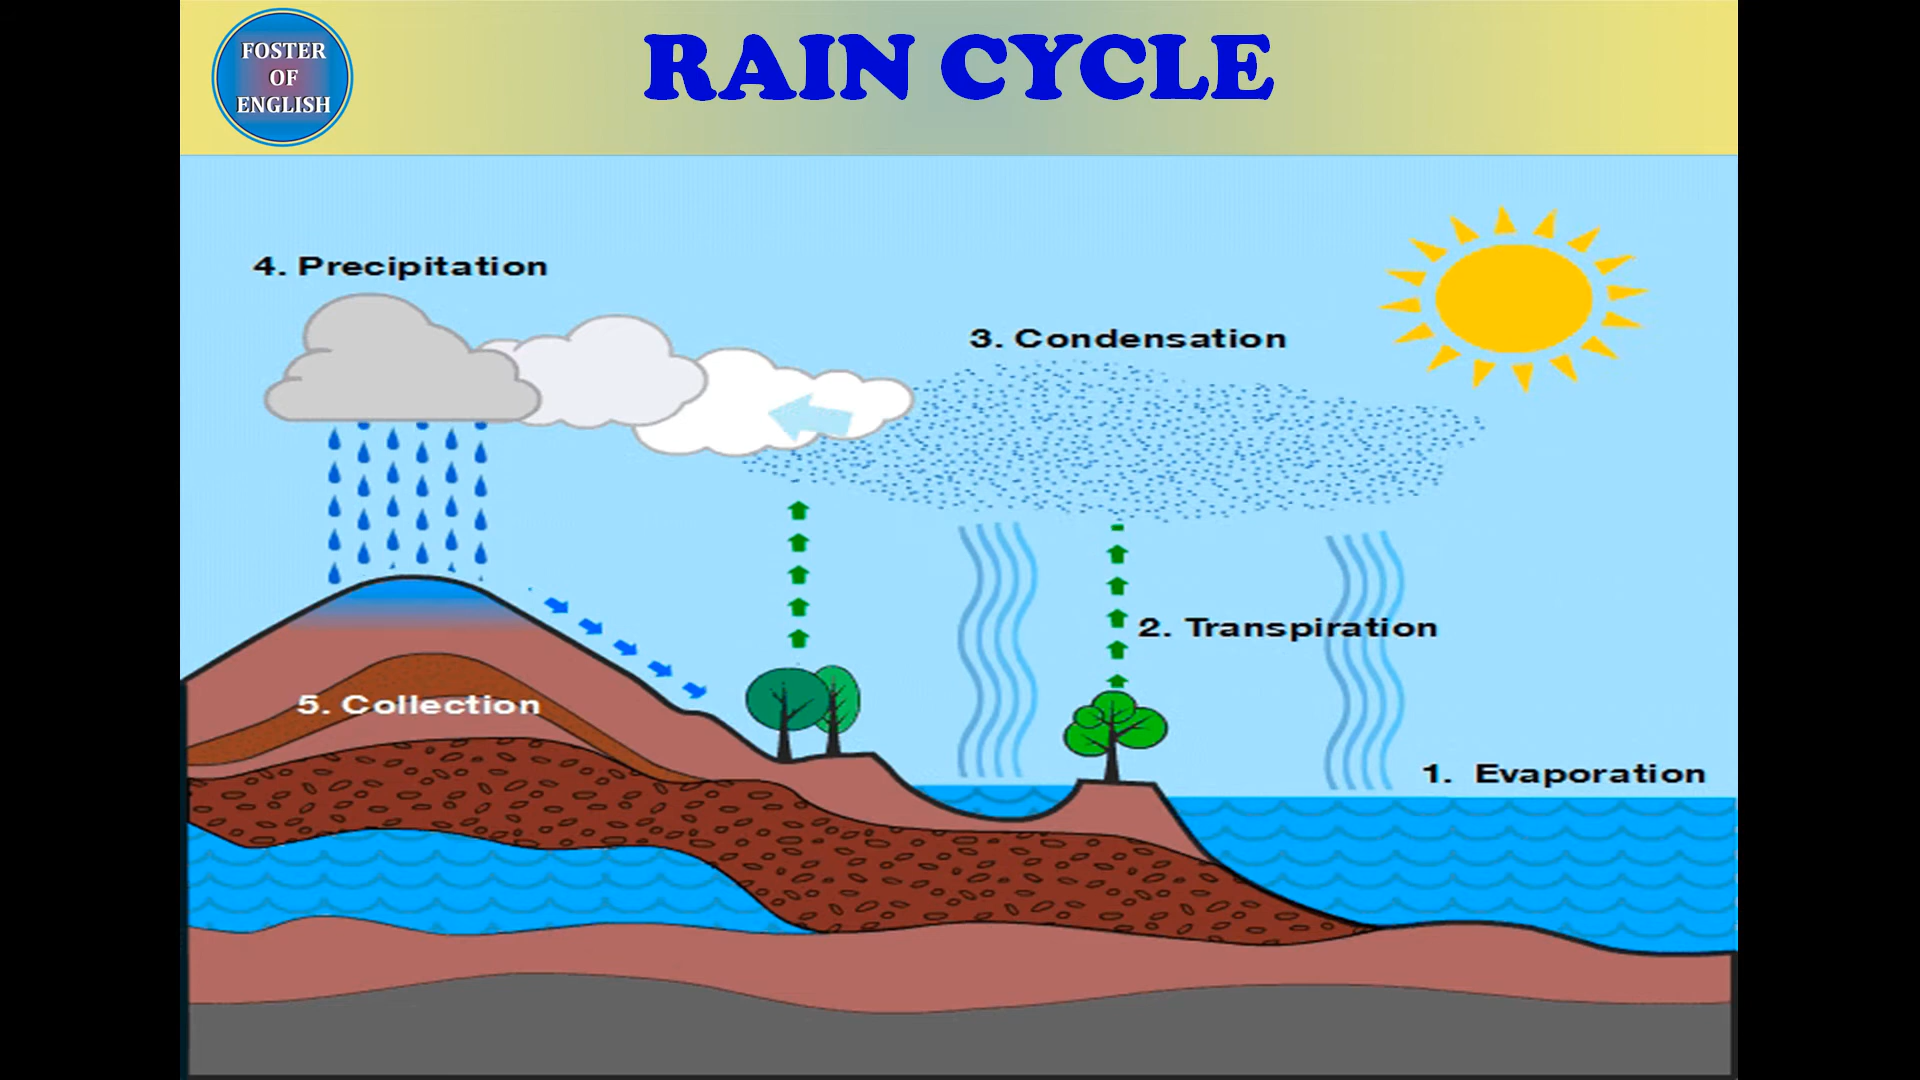 FOSTER
OF
ENGLISH
RAIN CYCLE
4. Precipitation
3. Condensation
2. Transpiration
5. Collection
1. Evaporation